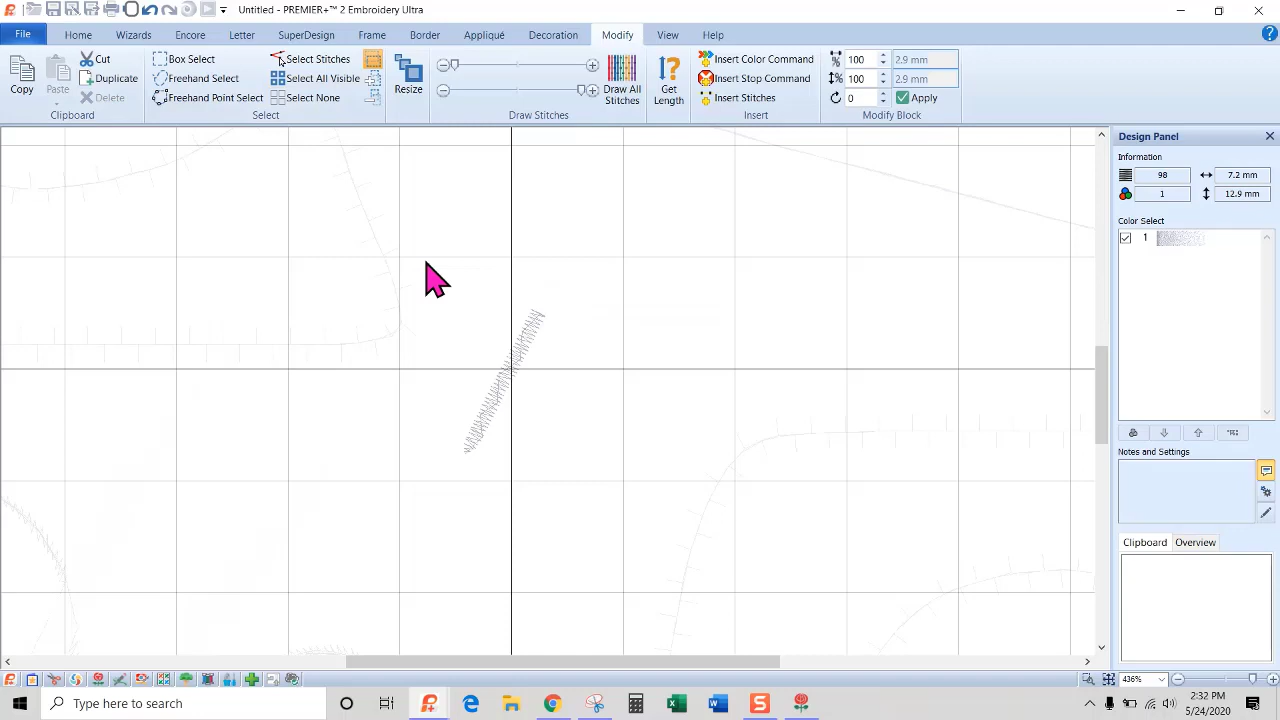 Untitled - PREMIER+™ 2 Embroidery Ultra
File Home Wizards Encore Letter SuperDesign Frame Border Appliqué Decoration Modify View Help
Copy
Paste
Cut
Duplicate
Delete
Clipboard
Box Select
Freehand Select
Freehand Point Select
Select Stitches
Select All Visible
Select None
Select
Resize
Draw All Stitches
Draw Stitches
Get Length
Insert Color Command
Insert Stop Command
Insert Stitches
Insert
100 2.9 mm
100 2.9 mm
0 Apply
Modify Block
Design Panel
Information
98 7.2 mm
1 12.9 mm
Color Select
1
Notes and Settings
Clipboard Overview
436%
Type here to search
2:32 PM
5/24/2020